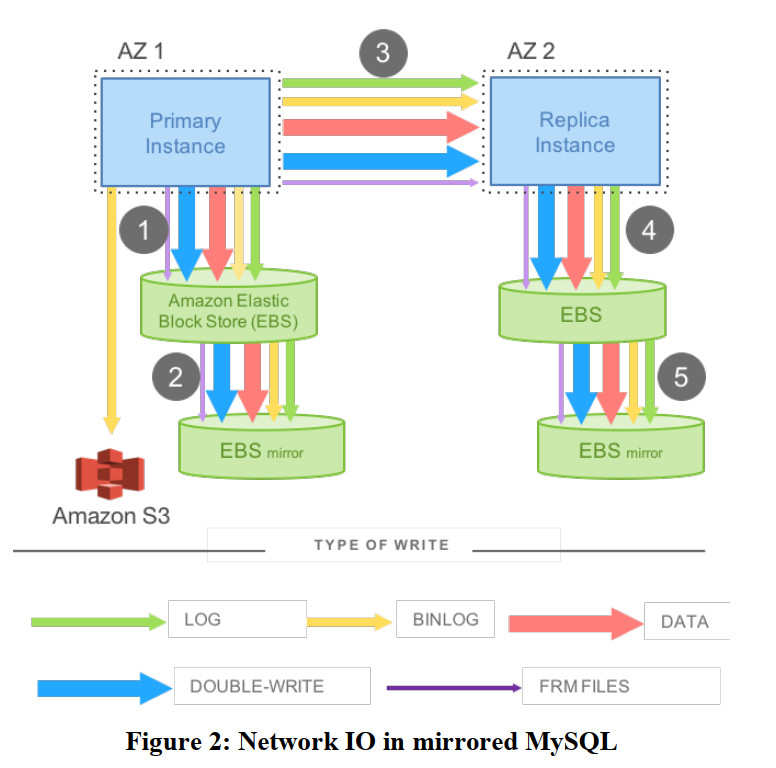 AZ 1
3
AZ 2
Primary
Instance
Replica
Instance
1
4
Amazon Elastic
Block Store (EBS)
EBS
2
5
EBS mirror
EBS mirror
Amazon S3
TYPE OF WRITE
LOG
BINLOG
DATA
DOUBLE-WRITE
FRM FILES
Figure 2: Network IO in mirrored MySQL